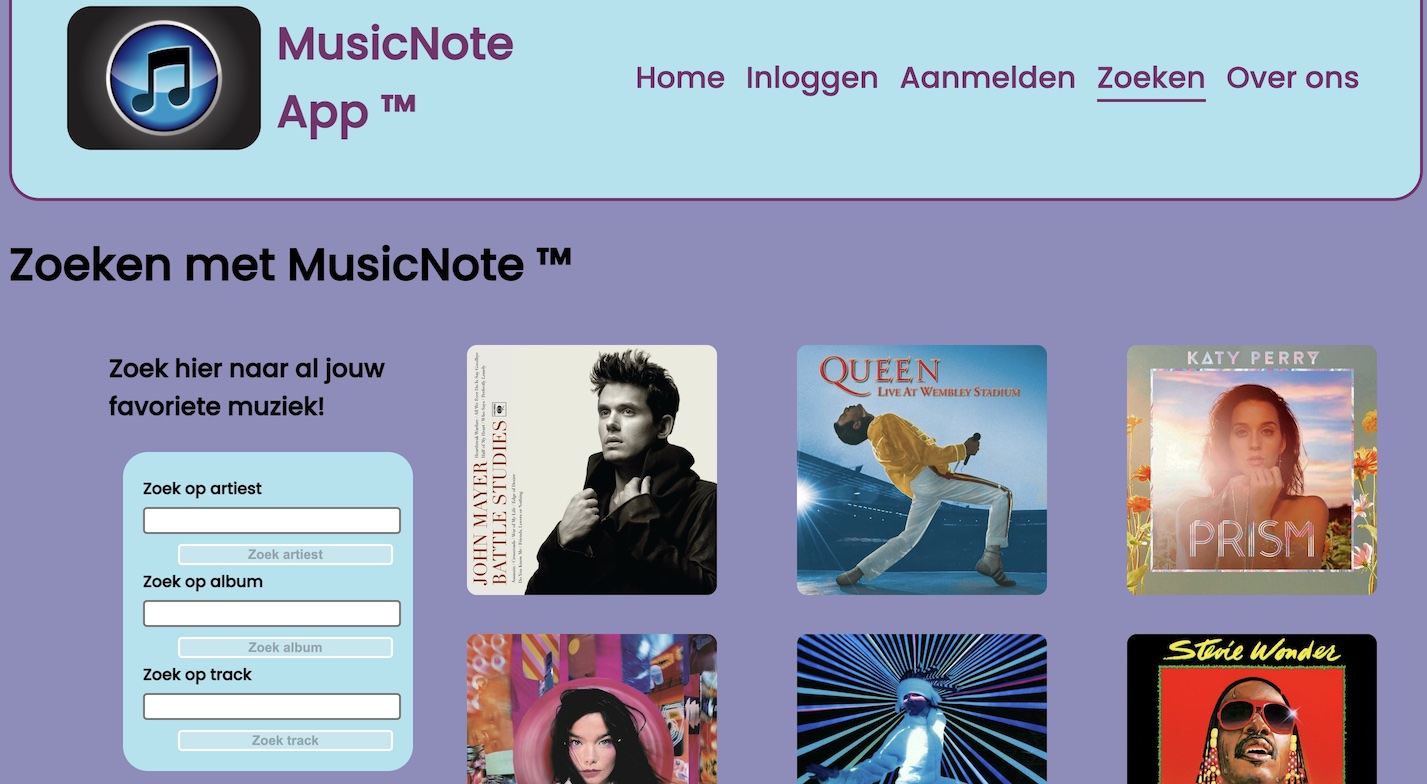 MusicNote
App ™
Home Inloggen Aanmelden Zoeken Over ons
Zoeken met MusicNote ™
Zoek hier naar al jouw
favoriete muziek!
Zoek op artiest
Zoek artiest
Zoek op album
Zoek album
Zoek op track
Zoek track
JOHN MAYER
BATTLE STUDIES
QUEEN
LIVE AT WEMBLEY STADIUM
KATY PERRY
PRISM
Stevie Wonder